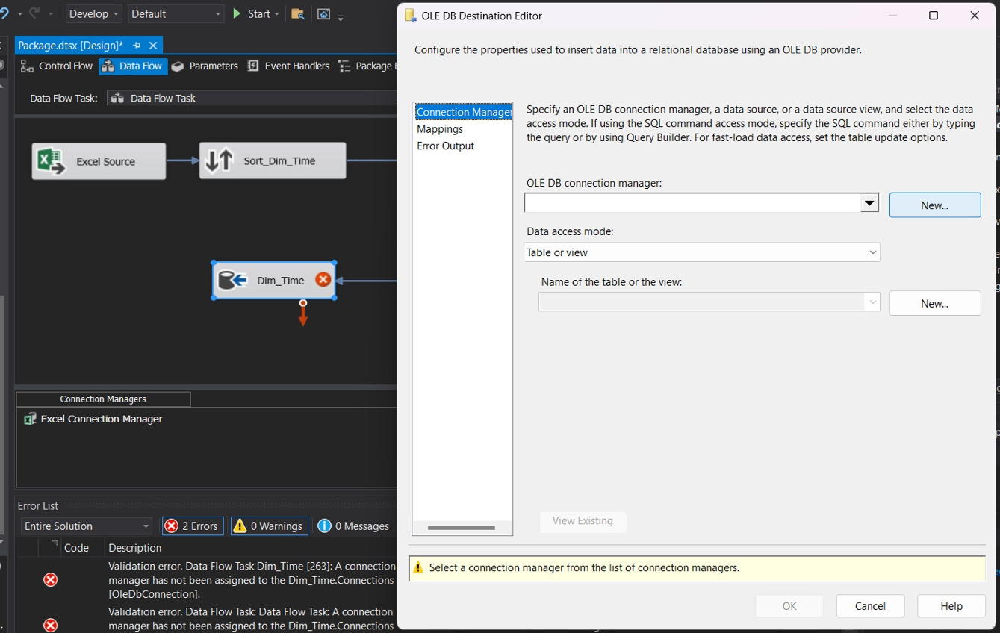 Develop
Default
Start
Package.dtsx [Design]*
Control Flow
Data Flow
Parameters
Event Handlers
Package
Data Flow Task:
Data Flow Task
Excel Source
Sort_Dim_Time
Dim_Time
Connection Managers
Excel Connection Manager
Error List
Entire Solution
2 Errors
0 Warnings
0 Messages
Code
Description
Validation error. Data Flow Task Dim_Time [263]: A connection
manager has not been assigned to the Dim_Time.Connections
[OleDbConnection].
Validation error. Data Flow Task: Data Flow Task: A connection
manager has not been assigned to the Dim_Time.Connections
OLE DB Destination Editor
Configure the properties used to insert data into a relational database using an OLE DB provider.
Connection Manager
Mappings
Error Output
Specify an OLE DB connection manager, a data source, or a data source view, and select the data
access mode. If using the SQL command access mode, specify the SQL command either by typing
the query or by using Query Builder. For fast-load data access, set the table update options.
OLE DB connection manager:
New...
Data access mode:
Table or view
Name of the table or the view:
New...
View Existing
Select a connection manager from the list of connection managers.
OK
Cancel
Help